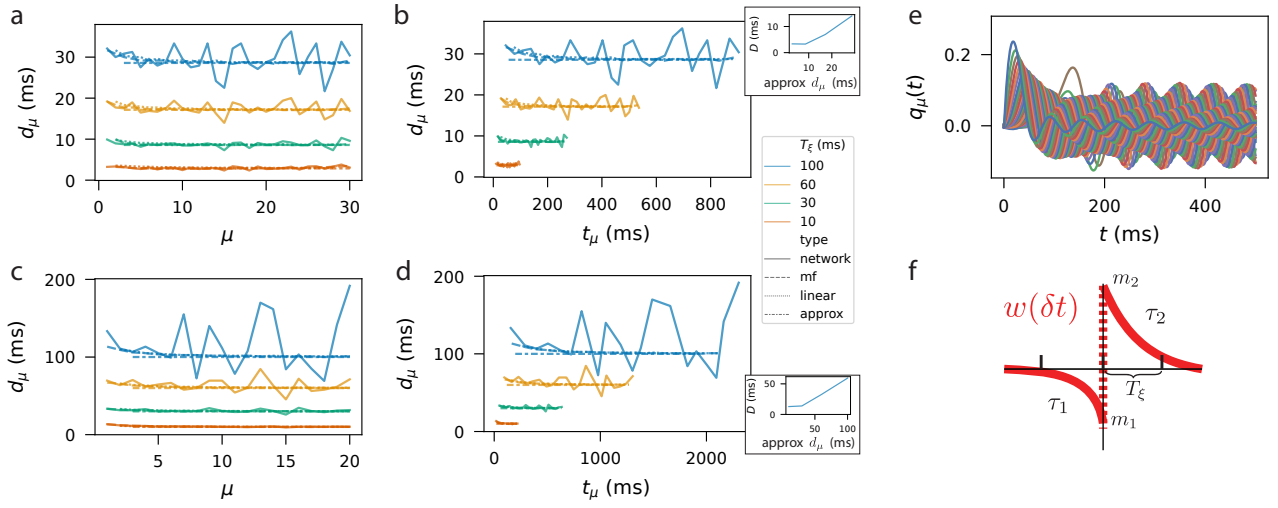 a
d_μ (ms)
30
20
10
0
0
10
20
30
μ
b
d_μ (ms)
30
20
10
0
0
200
400
600
800
t_μ (ms)
D (ms)
10
0
10
20
approx d_μ (ms)
T_ξ (ms)
100
60
30
10
type
network
mf
linear
approx
c
d_μ (ms)
200
100
0
5
10
15
20
μ
d
d_μ (ms)
200
100
0
0
1000
2000
t_μ (ms)
D (ms)
50
0
50
100
approx d_μ (ms)
e
q_μ(t)
0.2
0.0
0
200
400
t (ms)
f
w(δt)
m_2
τ_2
T_ξ
τ_1
m_1